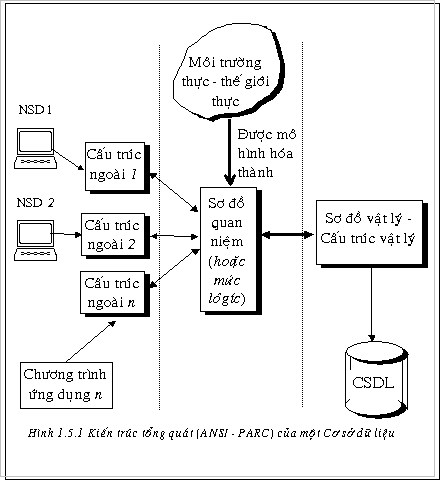 Môi trường
thực - thế giới
thực
NSD 1
Được mô
hình hóa
thành
Cấu trúc
ngoài 1
NSD 2
Cấu trúc
ngoài 2
Cấu trúc
ngoài n
Sơ đồ
quan
niệm
(hoặc
mức
lôgíc)
Sơ đồ vật lý -
Cấu trúc vật lý
Chương trình
ứng dụng n
CSDL
Hình 1.5.1 Kiến trúc tổng quát (ANSI - PARC) của một Cơ sở dữ liệu